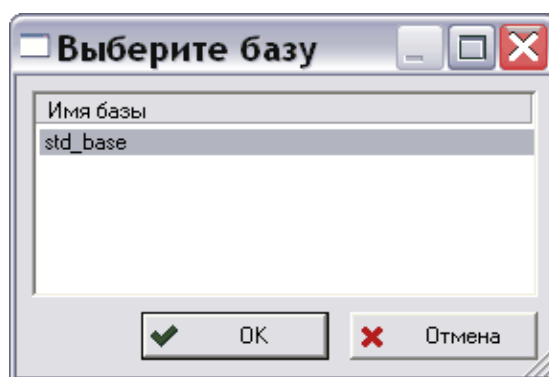 Выберите базу
Имя базы
std_base
OK
Отмена